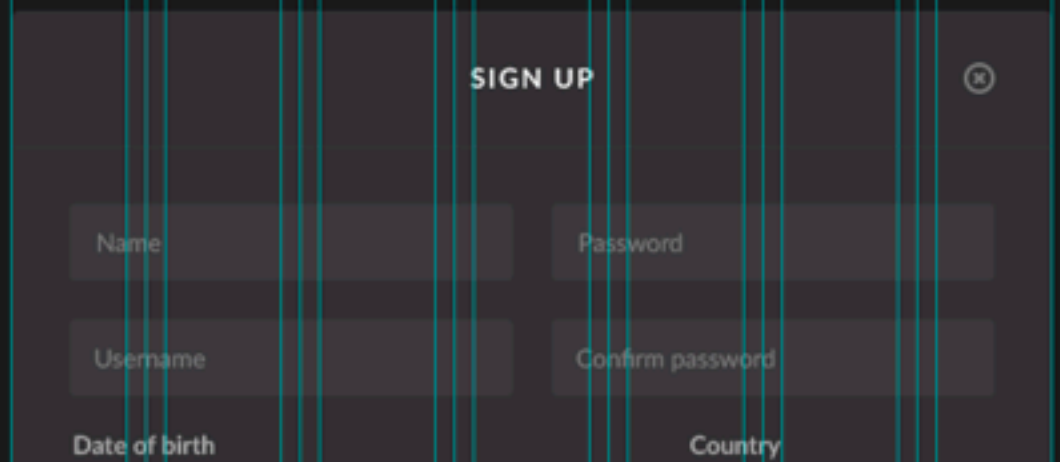 SIGN UP
Name Password
Username Confirm password
Date of birth Country